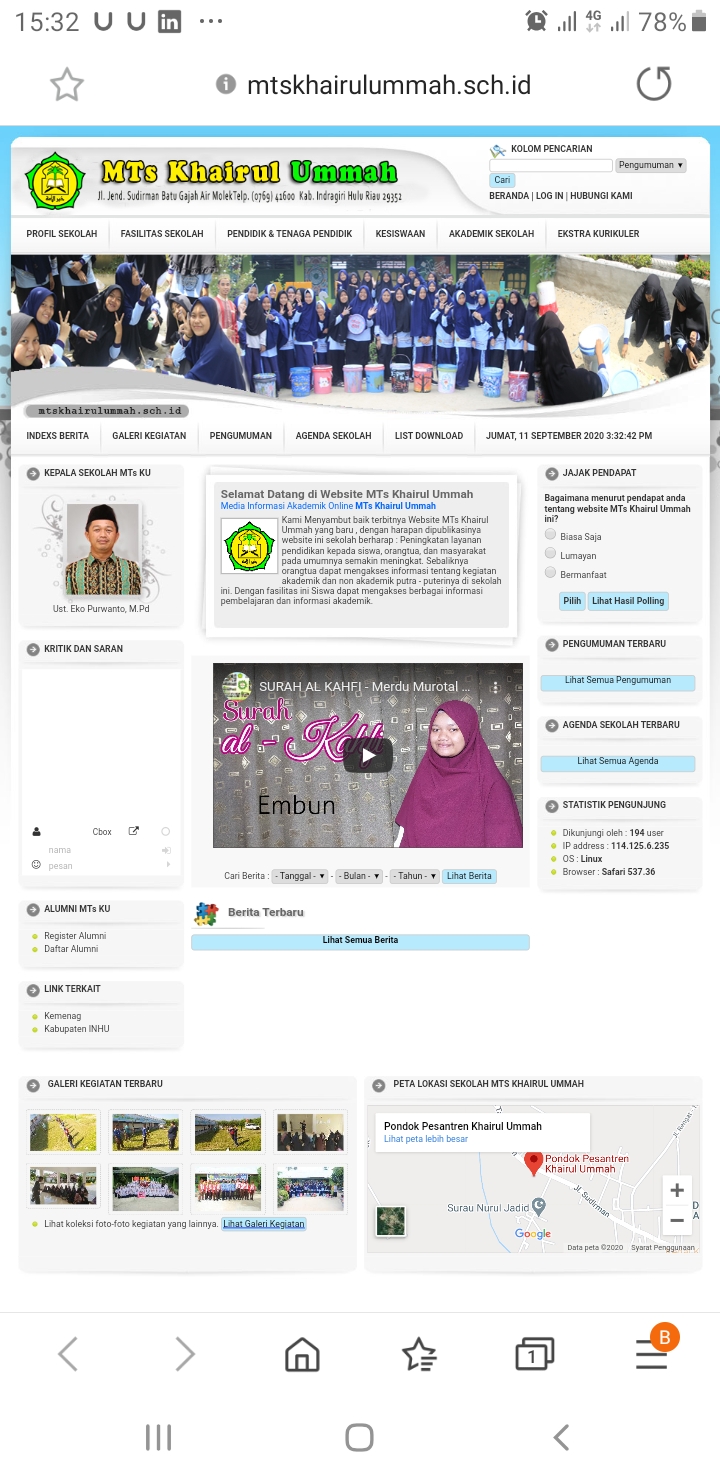 15:32
4G
78%
mtskhairulummah.sch.id
MTs Khairul Ummah
Jl. Jend. Sudirman Batu Gajah Air MolekTelp. (0769) 41600 Kab. Indragiri Hulu Riau 29352
KOLOM PENCARIAN
Pengumuman
Cari
BERANDA | LOG IN | HUBUNGI KAMI
PROFIL SEKOLAH
FASILITAS SEKOLAH
PENDIDIK & TENAGA PENDIDIK
KESISWAAN
AKADEMIK SEKOLAH
EKSTRA KURIKULER
mtskhairulummah.sch.id
INDEXS BERITA
GALERI KEGIATAN
PENGUMUMAN
AGENDA SEKOLAH
LIST DOWNLOAD
JUMAT, 11 SEPTEMBER 2020 3:32:42 PM
KEPALA SEKOLAH MTs KU
Ust. Eko Purwanto, M.Pd
KRITIK DAN SARAN
Cbox
nama
pesan
ALUMNI MTs KU
Register Alumni
Daftar Alumni
LINK TERKAIT
Kemenag
Kabupaten INHU
Selamat Datang di Website MTs Khairul Ummah
Media Informasi Akademik Online MTs Khairul Ummah
Kami Menyambut baik terbitnya Website MTs Khairul
Ummah yang baru , dengan harapan dipublikasinya
website ini sekolah berharap : Peningkatan layanan
pendidikan kepada siswa, orangtua, dan masyarakat
pada umumnya semakin meningkat. Sebaliknya
orangtua dapat mengakses informasi tentang kegiatan
akademik dan non akademik putra - puterinya di sekolah
ini. Dengan fasilitas ini Siswa dapat mengakses berbagai informasi
pembelajaran dan informasi akademik.
SURAH AL KAHFI - Merdu Murotal ...
Surah
al - Kahfi
Embun
Cari Berita : - Tanggal - - - Bulan - - - Tahun - Lihat Berita
Berita Terbaru
Lihat Semua Berita
JAJAK PENDAPAT
Bagaimana menurut pendapat anda
tentang website MTs Khairul Ummah
ini?
Biasa Saja
Lumayan
Bermanfaat
Pilih
Lihat Hasil Polling
PENGUMUMAN TERBARU
Lihat Semua Pengumuman
AGENDA SEKOLAH TERBARU
Lihat Semua Agenda
STATISTIK PENGUNJUNG
Dikunjungi oleh : 194 user
IP address : 114.125.6.235
OS : Linux
Browser : Safari 537.36
GALERI KEGIATAN TERBARU
Lihat koleksi foto-foto kegiatan yang lainnya. Lihat Galeri Kegiatan
PETA LOKASI SEKOLAH MTS KHAIRUL UMMAH
Pondok Pesantren Khairul Ummah
Lihat peta lebih besar
Pondok Pesantren
Khairul Ummah
Jl. Sudirman
Surau Nurul Jadid
Google
Data peta ©2020
Syarat Penggunaan
1
B